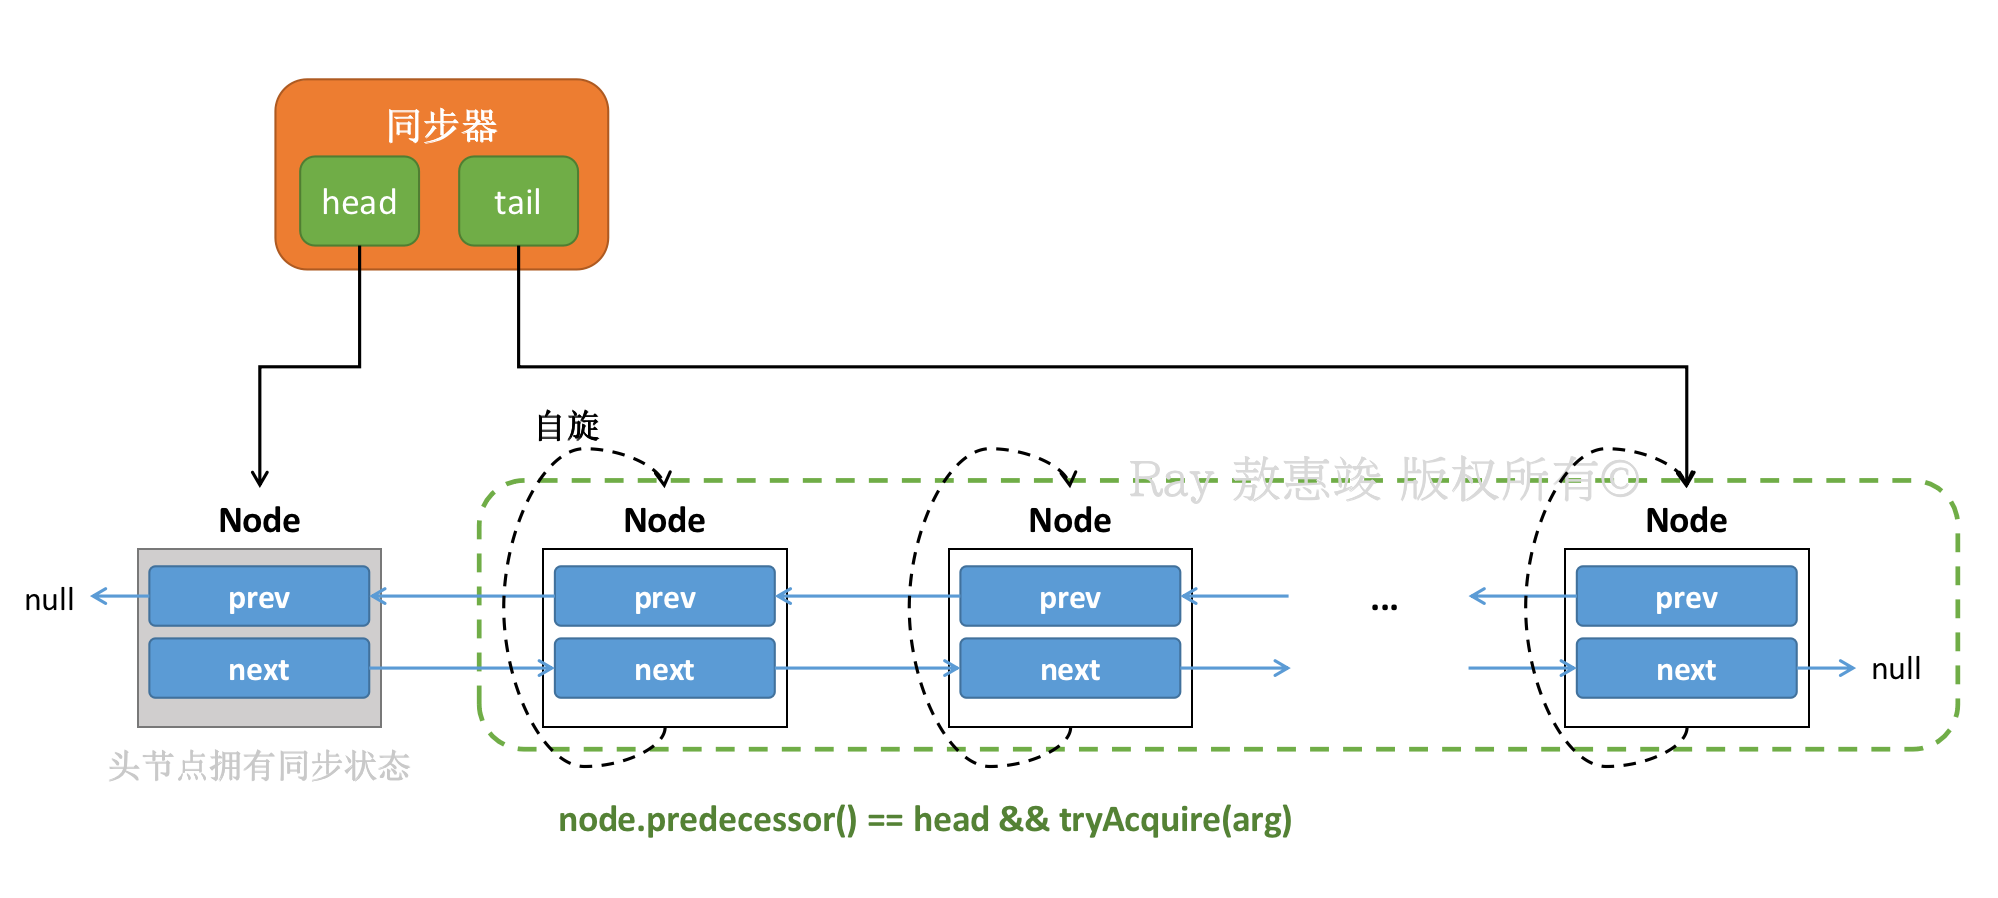 同步器
head
tail
自旋
Ray 敖惠竣 版权所有©
Node
Node
Node
Node
null
prev
prev
prev
...
prev
next
next
next
next
null
头节点拥有同步状态
node.predecessor() == head && tryAcquire(arg)